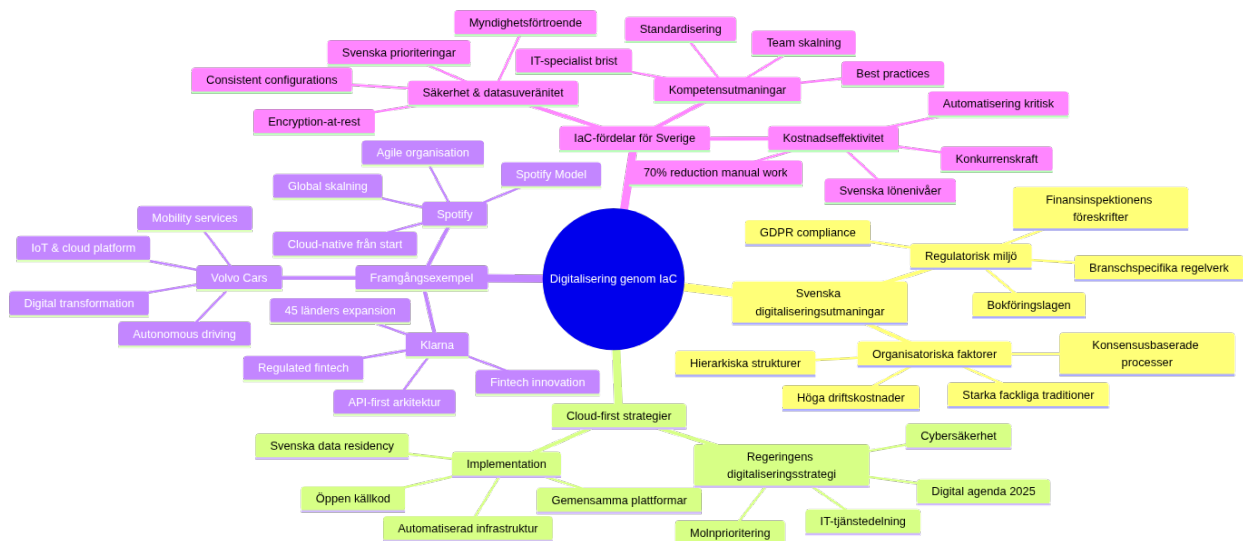 Digitalisering genom IaC
IaC-fördelar för Sverige
Säkerhet & datasuveränitet
Myndighetsförtroende
Svenska prioriteringar
Consistent configurations
Encryption-at-rest
Kompetensutmaningar
Standardisering
Team skalning
IT-specialist brist
Best practices
Kostnadseffektivitet
Automatisering kritisk
Konkurrenskraft
70% reduction manual work
Svenska lönenivåer
Svenska
digitaliseringsutmaningar
Regulatorisk miljö
Finansinspektionens
föreskrifter
GDPR compliance
Branschspecifika regelverk
Bokföringslagen
Organisatoriska faktorer
Konsensusbaserade
processer
Hierarkiska strukturer
Höga driftskostnader
Starka fackliga traditioner
Framgångsexempel
Spotify
Agile organisation
Spotify Model
Global skalning
Cloud-native från start
Volvo Cars
Mobility services
IoT & cloud platform
Digital transformation
Autonomous driving
Klarna
45 länders expansion
Regulated fintech
API-first arkitektur
Fintech innovation
Cloud-first strategier
Implementation
Svenska data residency
Öppen källkod
Automatiserad infrastruktur
Gemensamma plattformar
Regeringens
digitaliseringsstrategi
Cybersäkerhet
Digital agenda 2025
IT-tjänstedelning
Molnprioritering